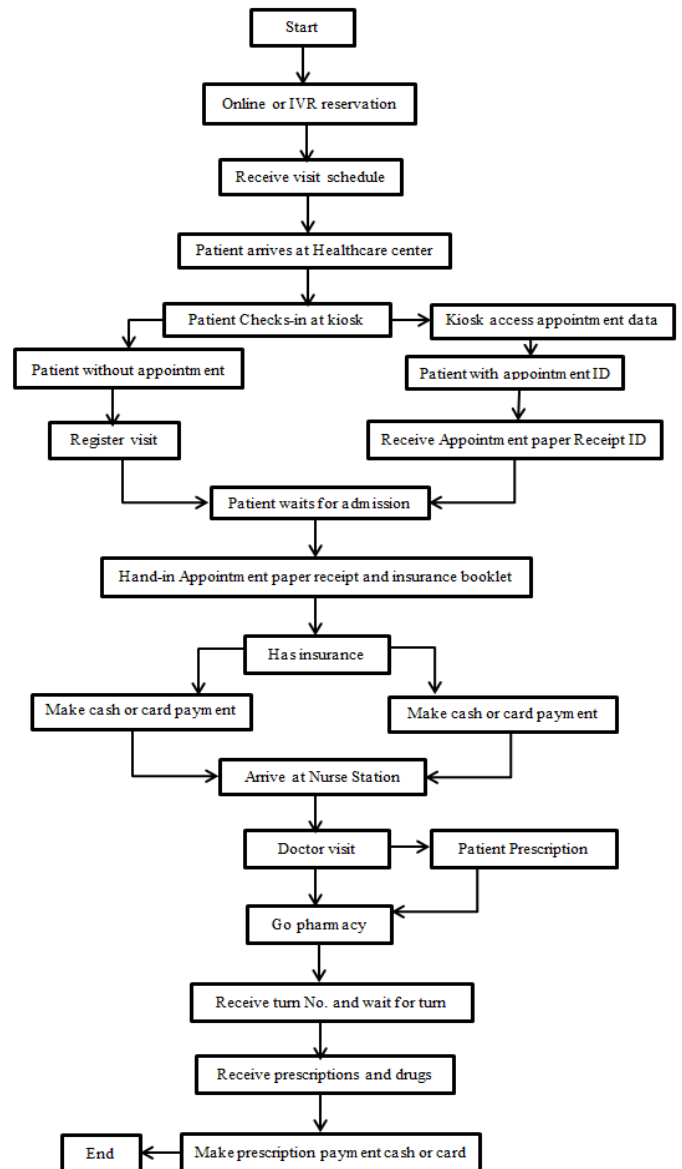 Start
Online or IVR reservation
Receive visit schedule
Patient arrives at Healthcare center
Patient Checks-in at kiosk
Kiosk access appointment data
Patient without appointment
Patient with appointment ID
Register visit
Receive Appointment paper Receipt ID
Patient waits for admission
Hand-in Appointment paper receipt and insurance booklet
Has insurance
Make cash or card payment
Make cash or card payment
Arrive at Nurse Station
Doctor visit
Patient Prescription
Go pharmacy
Receive turn No. and wait for turn
Receive prescriptions and drugs
End
Make prescription payment cash or card